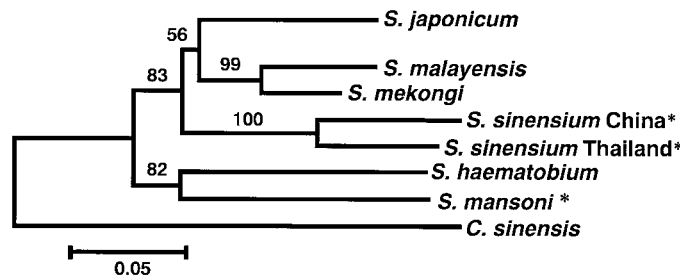 S. japonicum
56
99
S. malayensis
83
S. mekongi
100
S. sinensium China*
S. sinensium Thailand*
S. haematobium
82
S. mansoni *
C. sinensis
0.05